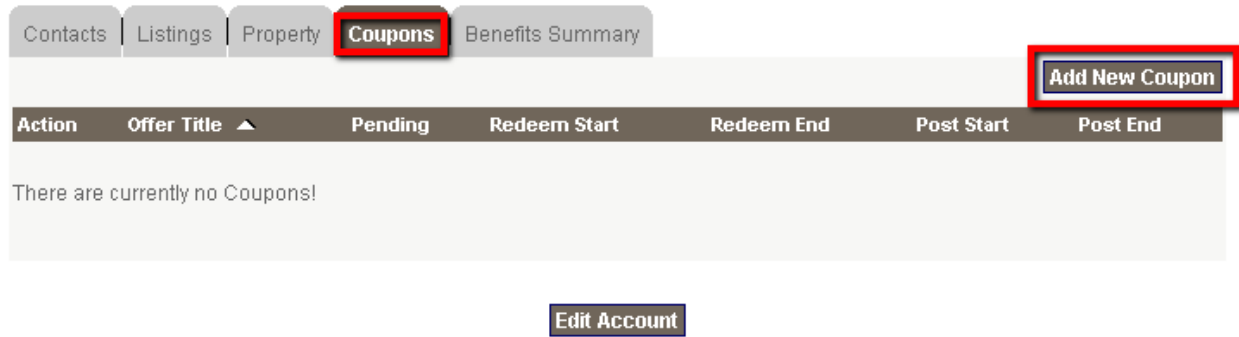 Contacts Listings Property Coupons Benefits Summary
Add New Coupon
Action Offer Title Pending Redeem Start Redeem End Post Start Post End
There are currently no Coupons!
Edit Account